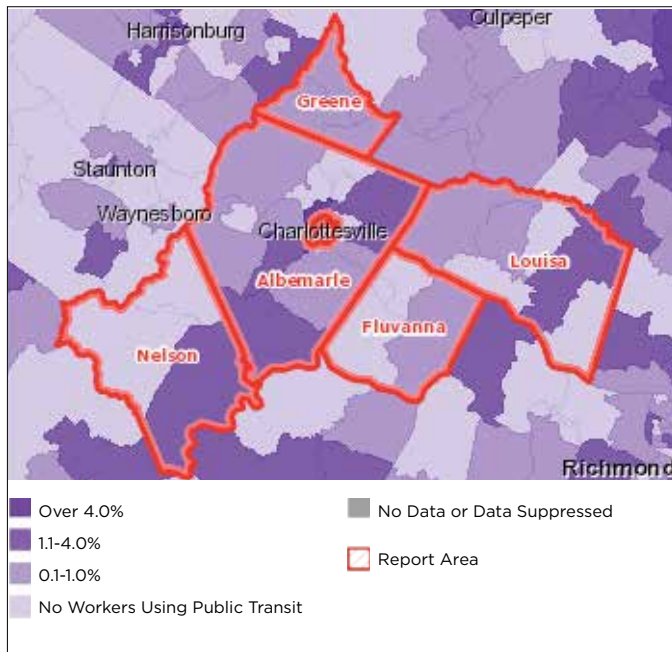 Harrisonburg
Culpeper
Greene
Staunton
Waynesboro
Charlottesville
Louisa
Albemarle
Fluvanna
Nelson
Richmond
Over 4.0%
No Data or Data Suppressed
1.1-4.0%
Report Area
0.1-1.0%
No Workers Using Public Transit